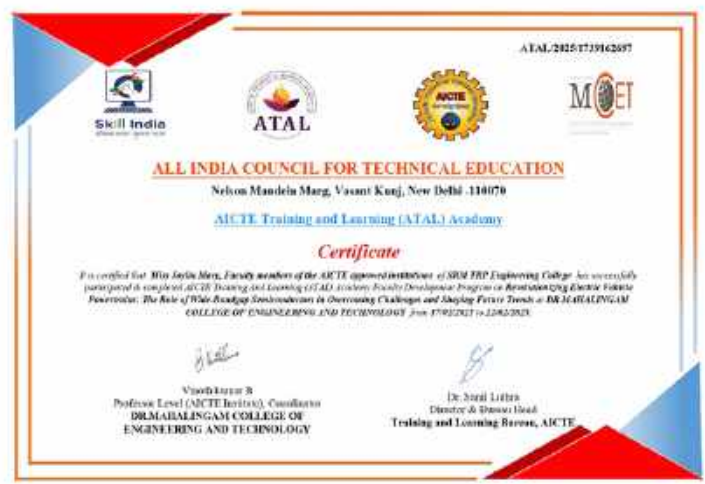 ATAL/2025/1739162697
Skill India
ATAL
AICTE
MCET
ALL INDIA COUNCIL FOR TECHNICAL EDUCATION
Nelson Mandela Marg, Vasant Kunj, New Delhi -110070
AICTE Training and Learning (ATAL) Academy
Certificate
It is certified that Miss Mary, Faculty members of the AICTE approved institutions of SRM TRP Engineering College has successfully
participated & completed AICTE Training and Learning (ATAL) Academy Faculty Development Program on Revolutionizing Electric Vehicle
Powertrains: The Role of Wide-Bandgap Semiconductors in Overcoming Challenges and Shaping Future Trends at DR.MAHALINGAM
COLLEGE OF ENGINEERING AND TECHNOLOGY from 17/02/2025 to 22/02/2025.
Vinothkumar B
Professor Level (AICTE Institute), Coordinator
DR.MAHALINGAM COLLEGE OF
ENGINEERING AND TECHNOLOGY
Dr. Sunil Luthra
Director & Bureau Head
Training and Learning Bureau, AICTE